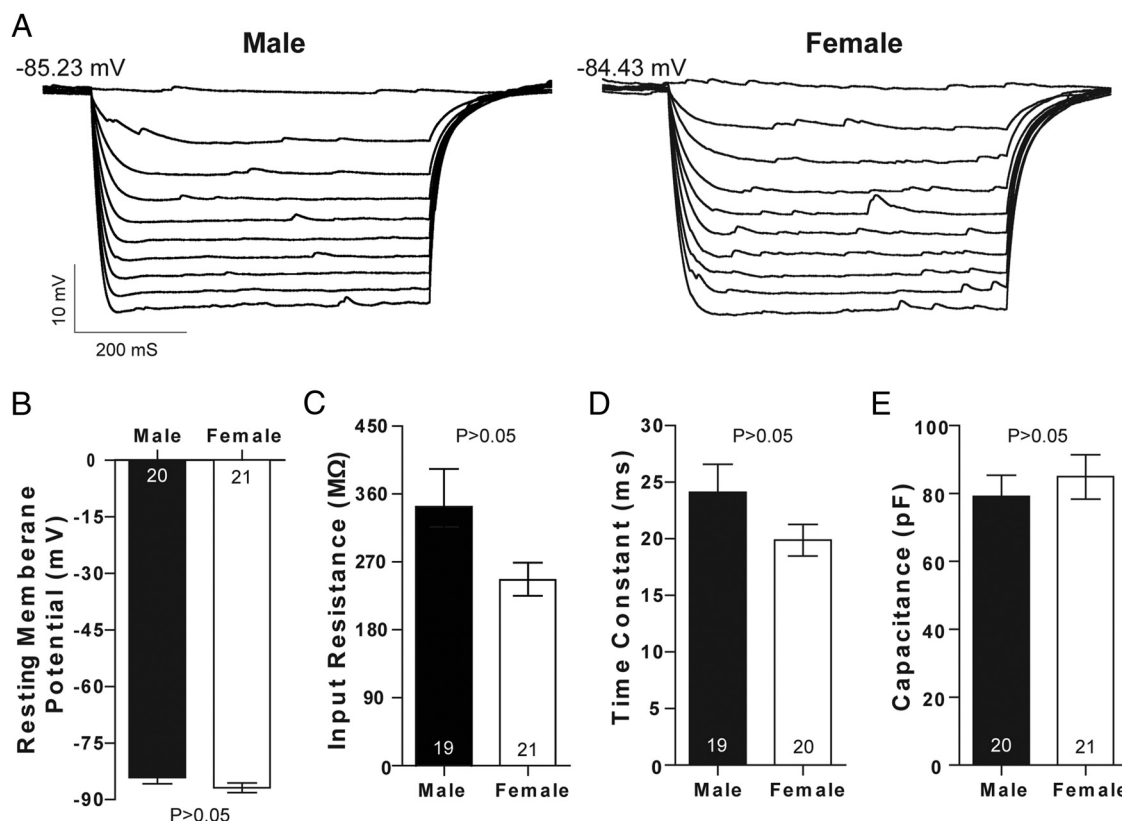 A
Male
Female
-85.23 mV
-84.43 mV
10 mV
200 mS
B
Male
Female
0
-15
-30
-45
-60
-75
-90
Resting Memberane
Potential (mV)
20
21
P>0.05
C
450
360
270
180
90
0
Input Resistance (MΩ)
P>0.05
19
21
Male
Female
D
30
25
20
15
10
5
0
Time Constant (ms)
P>0.05
19
20
Male
Female
E
100
80
60
40
20
0
Capacitance (pF)
P>0.05
20
21
Male
Female